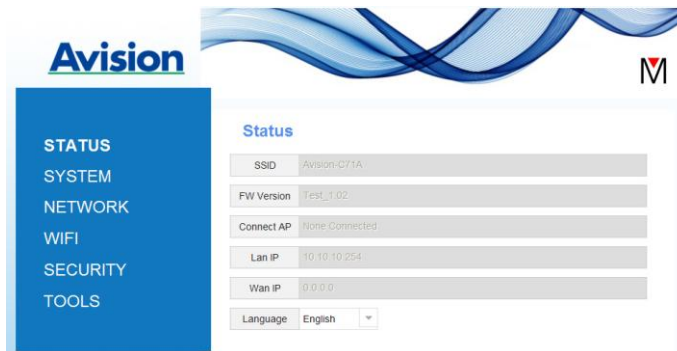 Avision
M
STATUS
SYSTEM
NETWORK
WIFI
SECURITY
TOOLS
Status
SSID Avision-C71A
FW Version Test_1.02
Connect AP None Connected
Lan IP 10.10.10.254
Wan IP 0.0.0.0
Language English